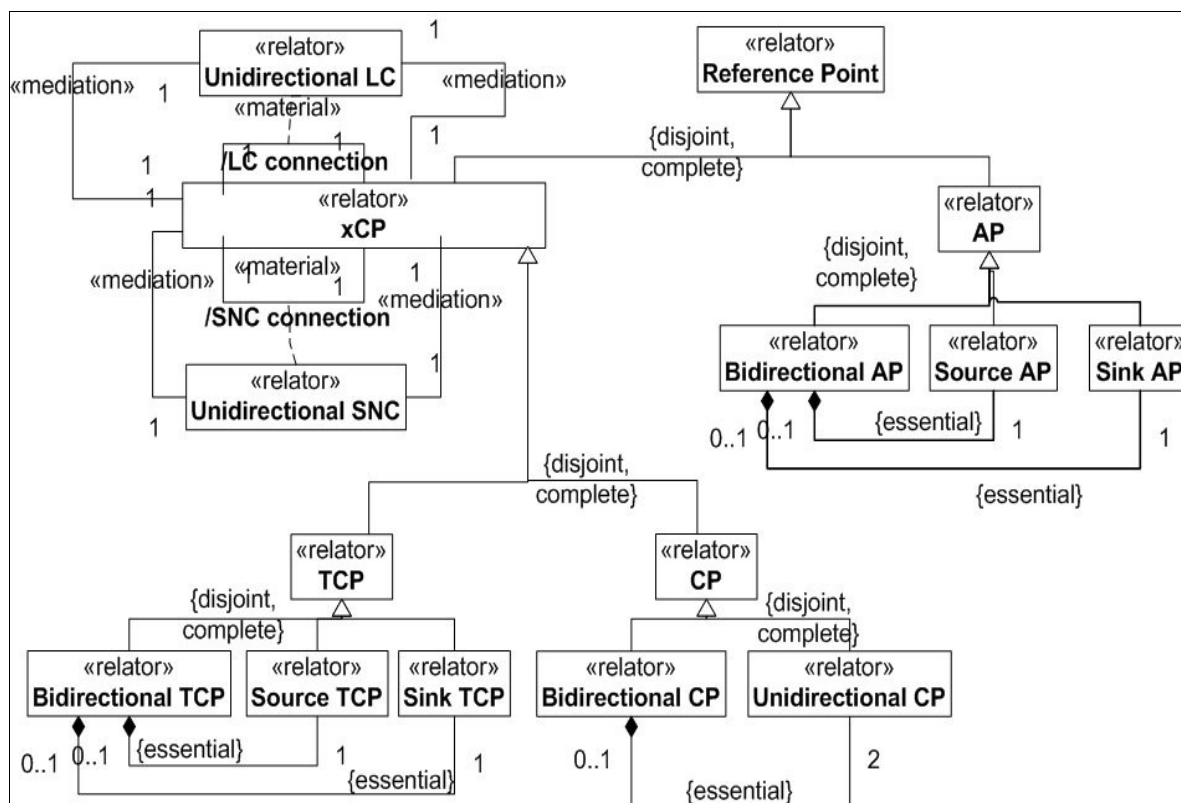 1
«relator»
Unidirectional LC
«mediation»
1
«mediation»
«material»
1
1
1
/LC connection
1
1
«relator»
xCP
«mediation»
«material»
1
1
1
«mediation»
/SNC connection
«relator»
Unidirectional SNC
1
1
«relator»
Reference Point
{disjoint,
complete}
«relator»
AP
{disjoint,
complete}
«relator»
Bidirectional AP
«relator»
Source AP
«relator»
Sink AP
0..1
0..1
{essential}
1
1
{essential}
{disjoint,
complete}
«relator»
TCP
«relator»
CP
{disjoint,
complete}
{disjoint,
complete}
«relator»
Bidirectional TCP
«relator»
Source TCP
«relator»
Sink TCP
«relator»
Bidirectional CP
«relator»
Unidirectional CP
0..1
0..1
{essential}
1
{essential}
1
0..1
{essential}
2